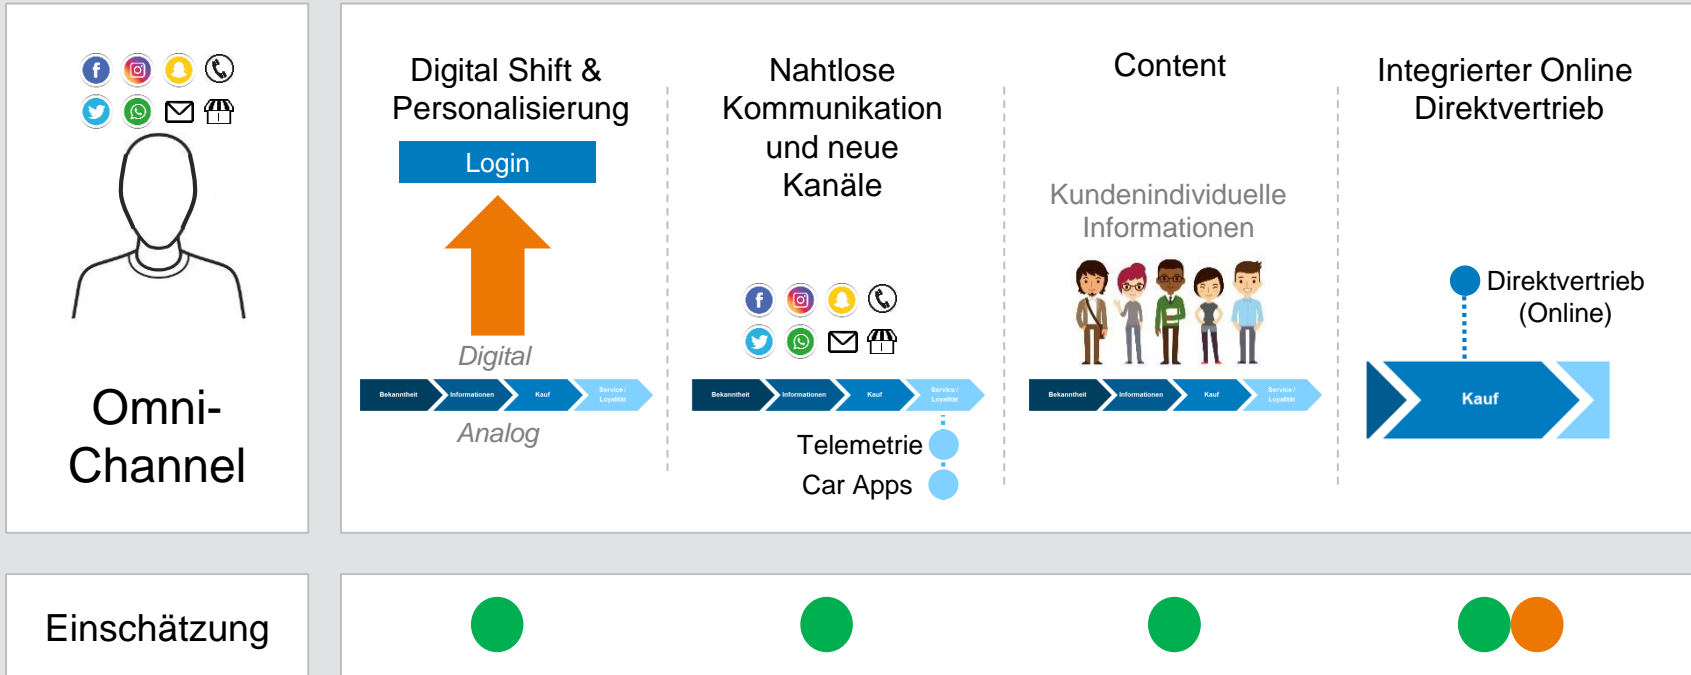 Omni-
Channel
Digital Shift &
Personalisierung
Login
Digital
Bekanntheit
Informationen
Kauf
Service /
Loyalität
Analog
Nahtlose
Kommunikation
und neue
Kanäle
Bekanntheit
Informationen
Kauf
Service /
Loyalität
Telemetrie
Car Apps
Content
Kundenindividuelle
Informationen
Bekanntheit
Informationen
Kauf
Service /
Loyalität
Integrierter Online
Direktvertrieb
Direktvertrieb
(Online)
Kauf
Einschätzung